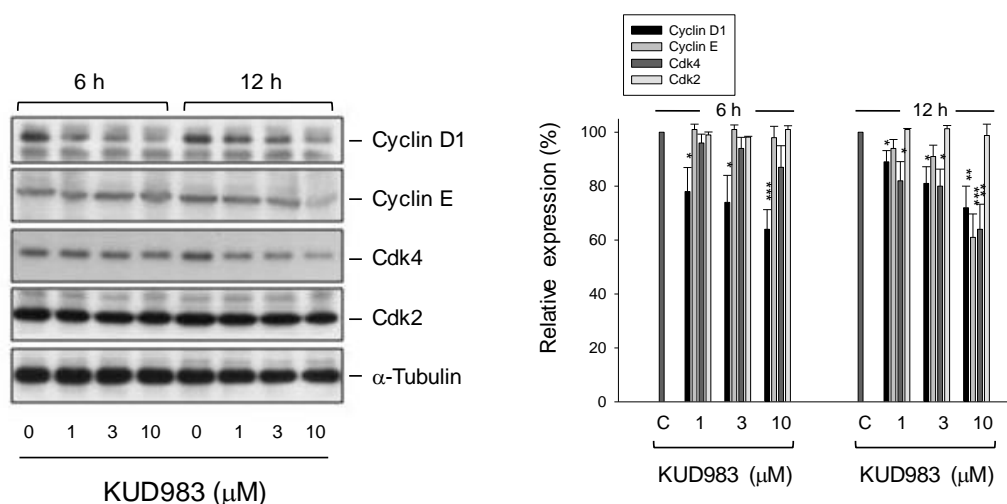 6 h 12 h
Cyclin D1
Cyclin E
Cdk4
Cdk2
α-Tubulin
0 1 3 10 0 1 3 10
KUD983 (μM)
Cyclin D1
Cyclin E
Cdk4
Cdk2
6 h 12 h
Relative expression (%)
100
80
60
40
20
0
* * *** * * * * ** *** **
C 1 3 10 C 1 3 10
KUD983 (μM) KUD983 (μM)